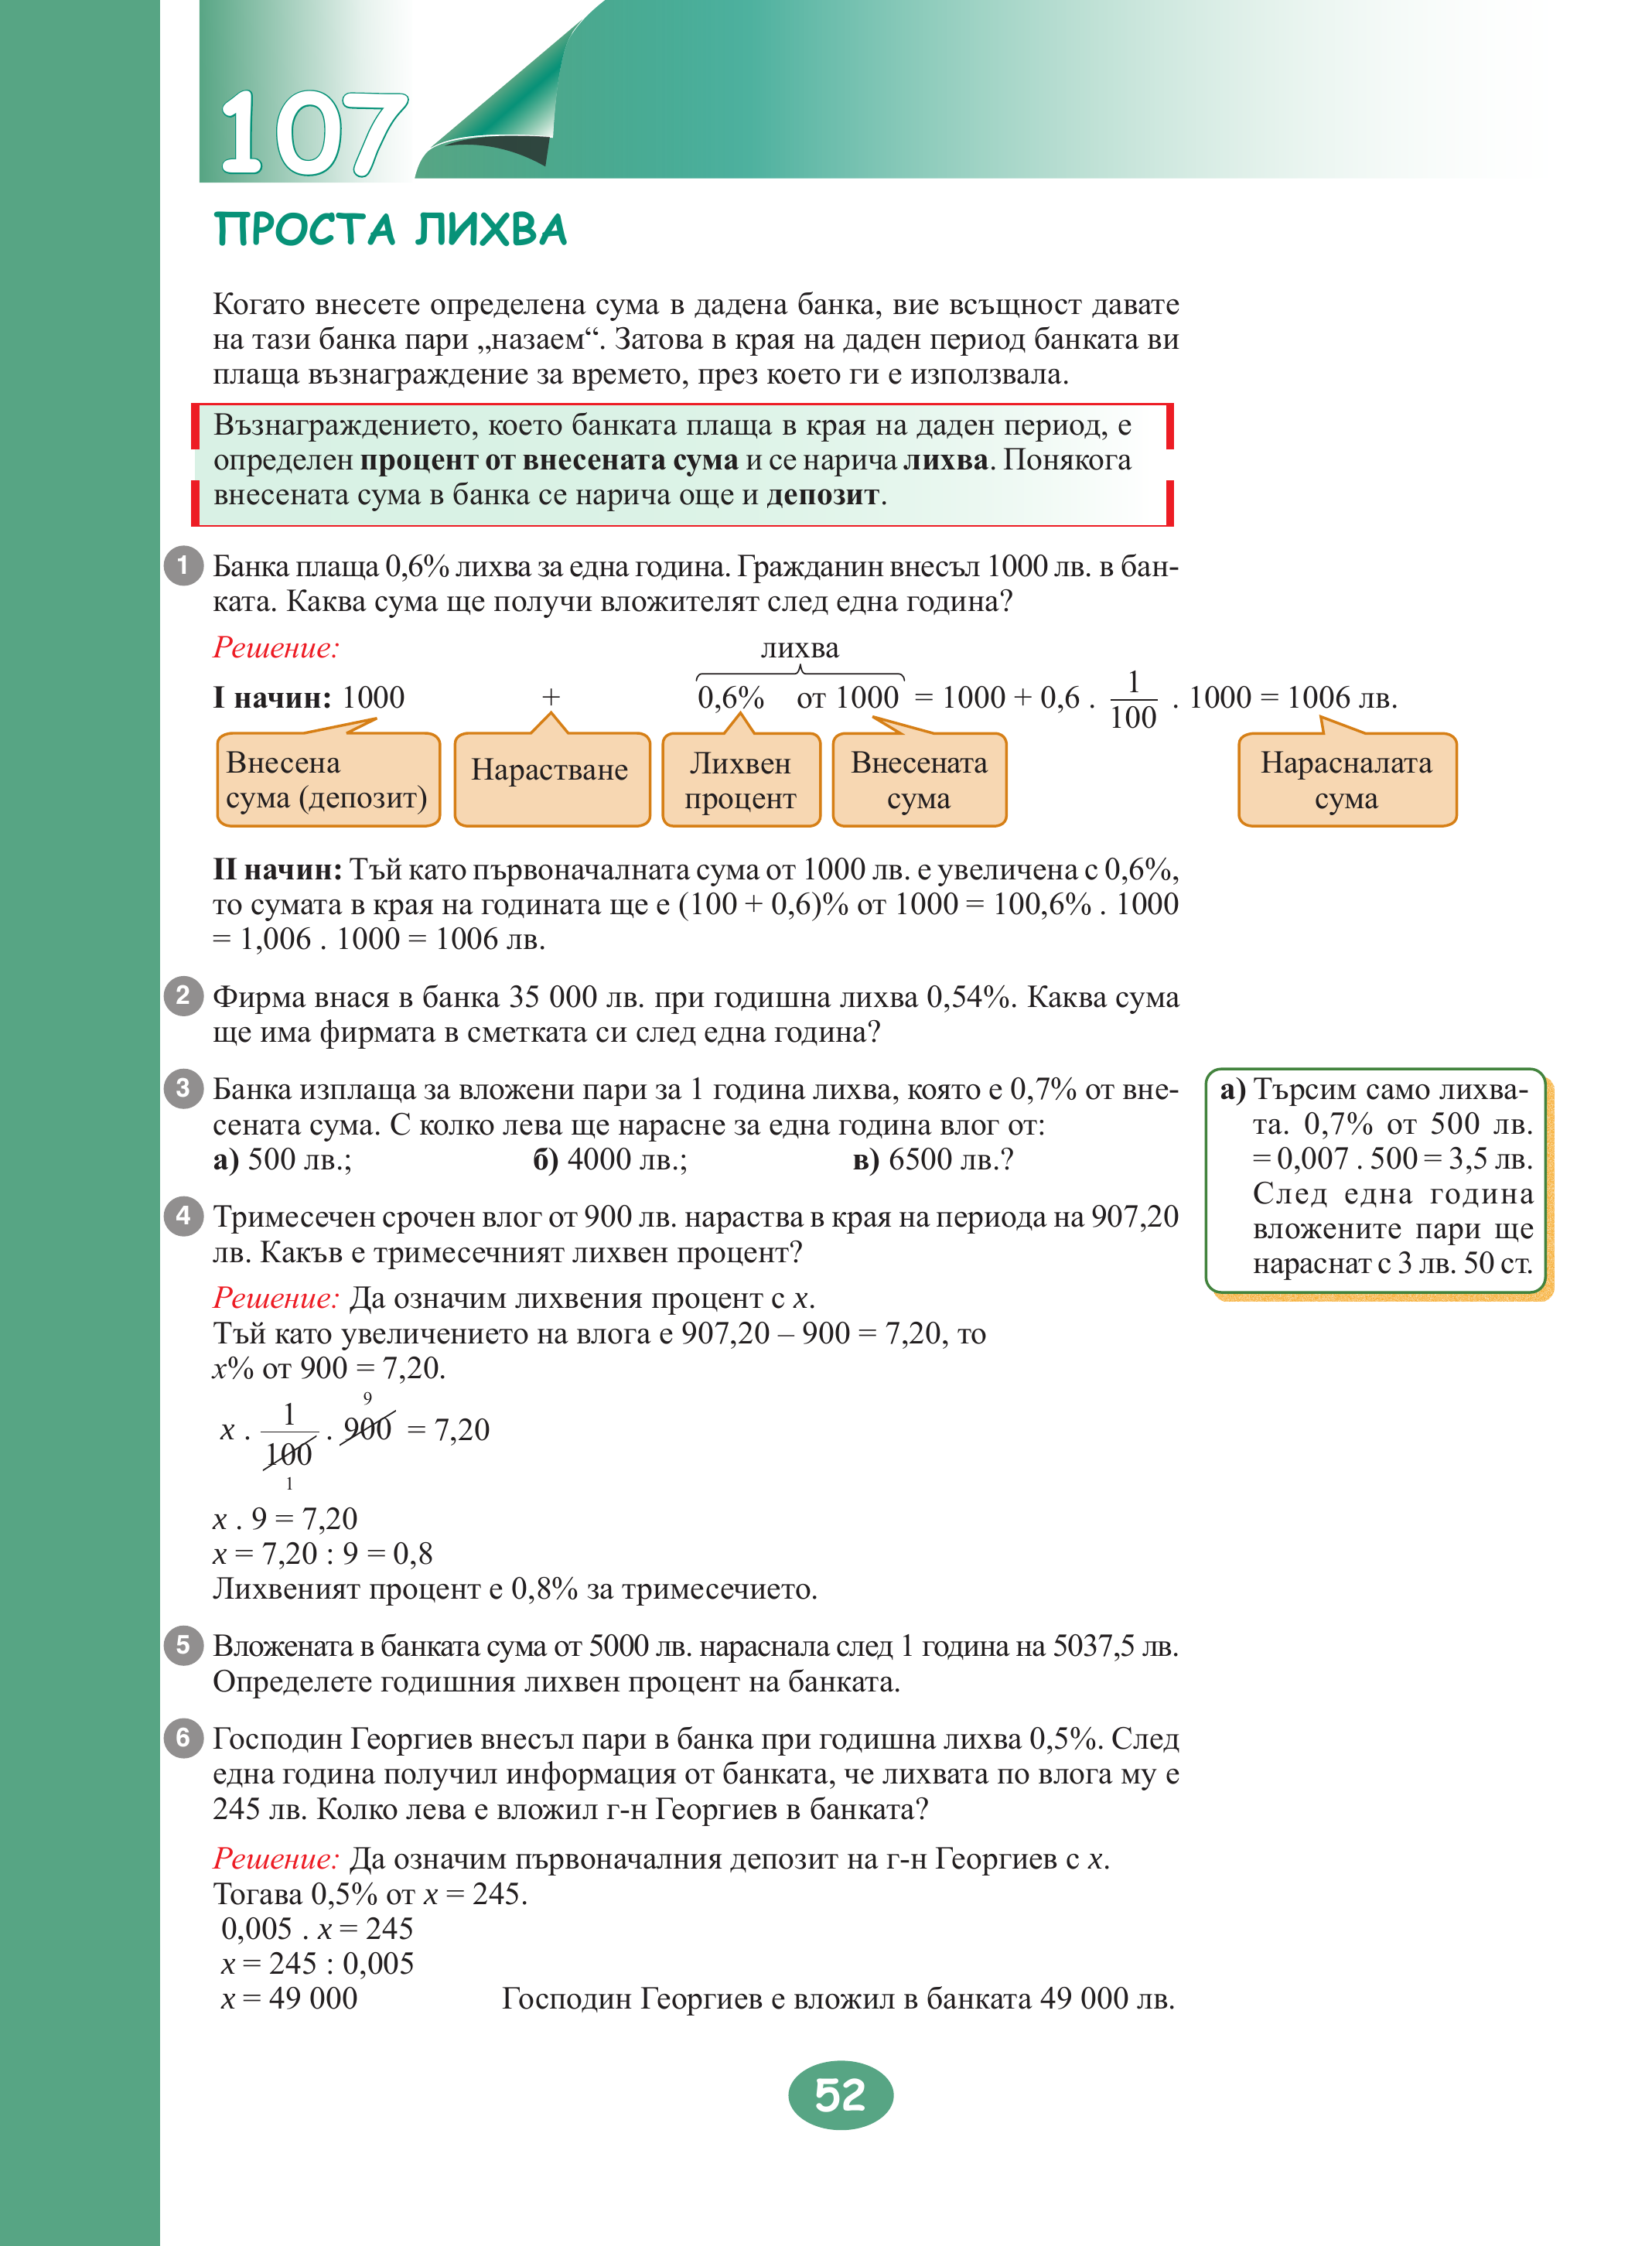 107
ПРОСТА ЛИХВА
Когато внесете определена сума в дадена банка, вие всъщност давате
на тази банка пари „назаем“. Затова в края на даден период банката ви
плаща възнаграждение за времето, през което ги е използвала.
Възнаграждението, което банката плаща в края на даден период, е
определен процент от внесената сума и се нарича лихва. Понякога
внесената сума в банка се нарича още и депозит.
1 Банка плаща 0,6% лихва за една година. Гражданин внесъл 1000 лв. в бан-
ката. Каква сума ще получи вложителят след една година?
Решение:
лихва
I начин: 1000 + 0,6% от 1000 = 1000 + 0,6 . 1/100 . 1000 = 1006 лв.
Внесена
сума (депозит)
Нарастване
Лихвен
процент
Внесената
сума
Нарасналата
сума
II начин: Тъй като първоначалната сума от 1000 лв. е увеличена с 0,6%,
то сумата в края на годината ще е (100 + 0,6)% от 1000 = 100,6% . 1000
= 1,006 . 1000 = 1006 лв.
2 Фирма внася в банка 35 000 лв. при годишна лихва 0,54%. Каква сума
ще има фирмата в сметката си след една година?
3 Банка изплаща за вложени пари за 1 година лихва, която е 0,7% от вне-
сената сума. С колко лева ще нарасне за една година влог от:
а) 500 лв.; б) 4000 лв.; в) 6500 лв.?
а) Търсим само лихва-
та. 0,7% от 500 лв.
= 0,007 . 500 = 3,5 лв.
След една година
вложените пари ще
нараснат с 3 лв. 50 ст.
4 Тримесечен срочен влог от 900 лв. нараства в края на периода на 907,20
лв. Какъв е тримесечният лихвен процент?
Решение: Да означим лихвения процент с x.
Тъй като увеличението на влога е 907,20 – 900 = 7,20, то
x% от 900 = 7,20.
9
x . 1/100 . 900 = 7,20
1
x . 9 = 7,20
x = 7,20 : 9 = 0,8
Лихвеният процент е 0,8% за тримесечието.
5 Вложената в банката сума от 5000 лв. нараснала след 1 година на 5037,5 лв.
Определете годишния лихвен процент на банката.
6 Господин Георгиев внесъл пари в банка при годишна лихва 0,5%. След
една година получил информация от банката, че лихвата по влога му е
245 лв. Колко лева е вложил г-н Георгиев в банката?
Решение: Да означим първоначалния депозит на г-н Георгиев с x.
Тогава 0,5% от x = 245.
0,005 . x = 245
x = 245 : 0,005
x = 49 000 Господин Георгиев е вложил в банката 49 000 лв.
52